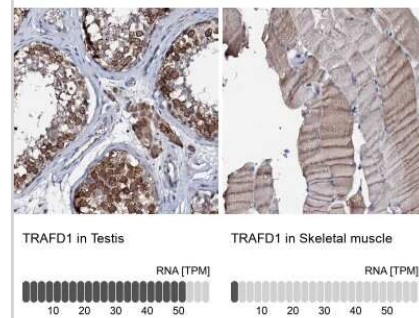 TRAFD1 in Testis
TRAFD1 in Skeletal muscle
RNA [TPM]
RNA [TPM]
10 20 30 40 50
10 20 30 40 50